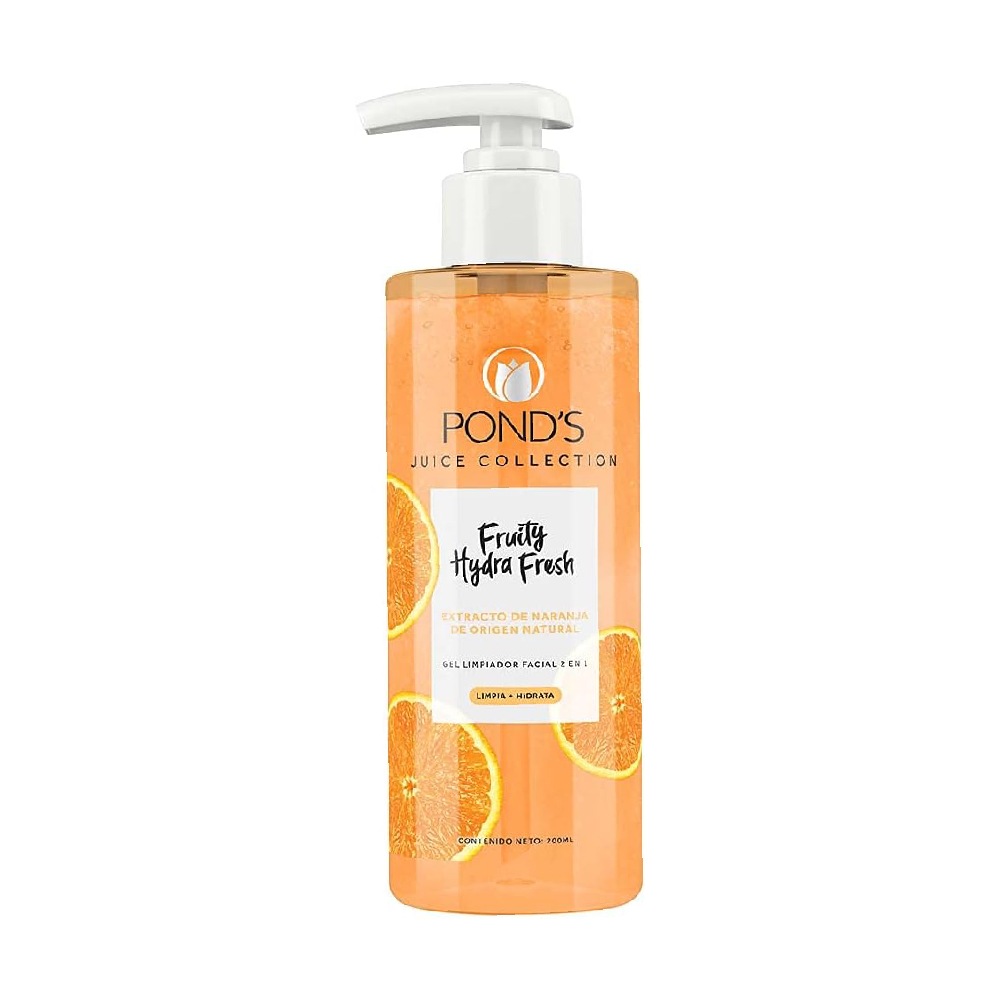 POND'S
JUICE COLLECTION
Fruity
Hydra Fresh
EXTRACTO DE NARANJA
DE ORIGEN NATURAL
GEL LIMPIADOR FACIAL 2 EN 1
LIMPIA + HIDRATA
CONTENIDO NETO: 200ML